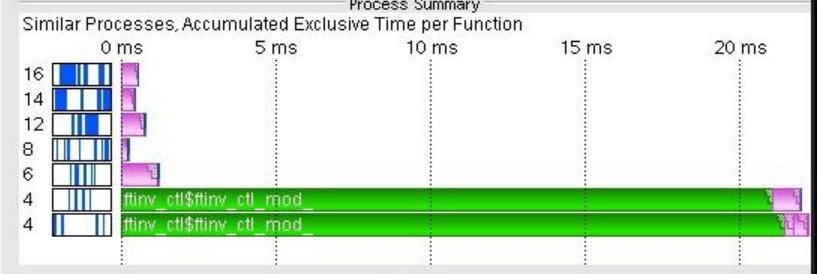 Process Summary
Similar Processes, Accumulated Exclusive Time per Function
0 ms 5 ms 10 ms 15 ms 20 ms
16
14
12
8
6
4 ftinv_ctl$ftinv_ctl_mod_
4 ftinv_ctl$ftinv_ctl_mod_